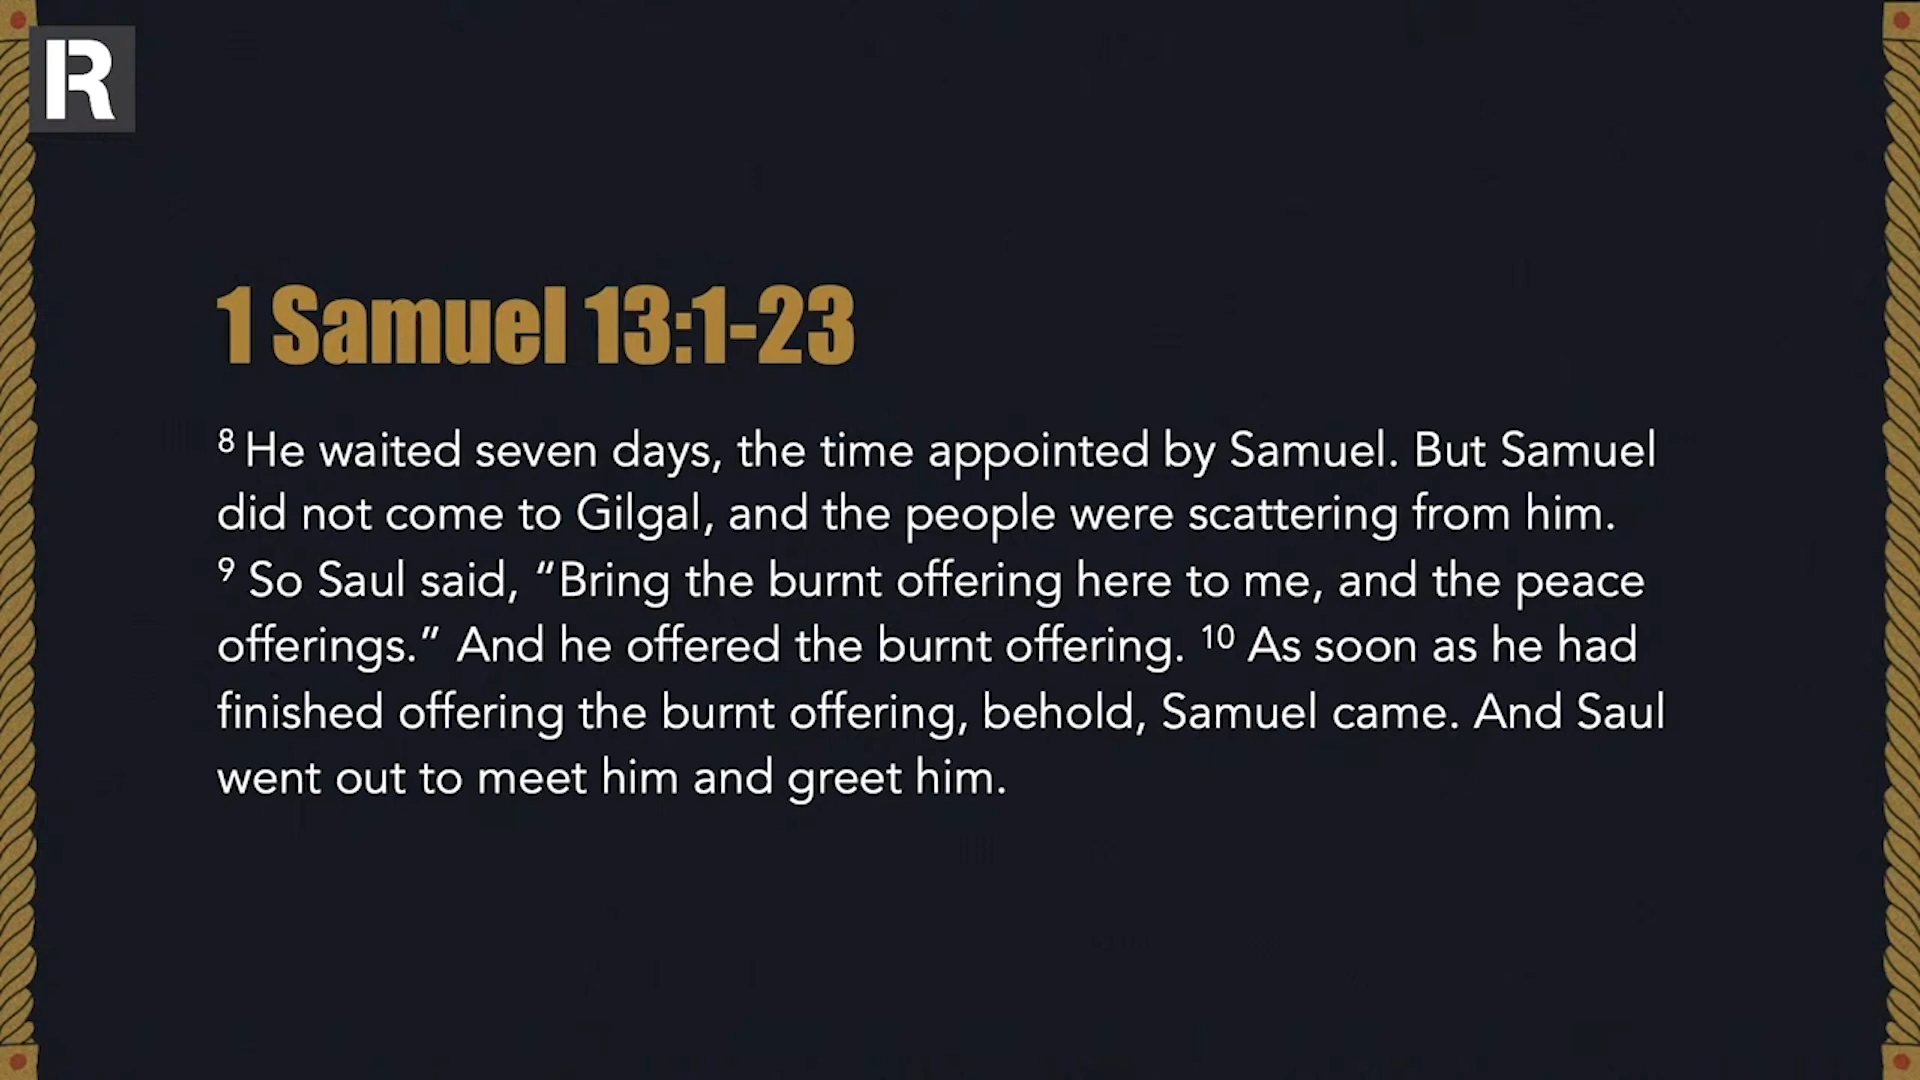 R
1 Samuel 13:1-23
⁸ He waited seven days, the time appointed by Samuel. But Samuel
did not come to Gilgal, and the people were scattering from him.
⁹ So Saul said, “Bring the burnt offering here to me, and the peace
offerings.” And he offered the burnt offering. ¹⁰ As soon as he had
finished offering the burnt offering, behold, Samuel came. And Saul
went out to meet him and greet him.